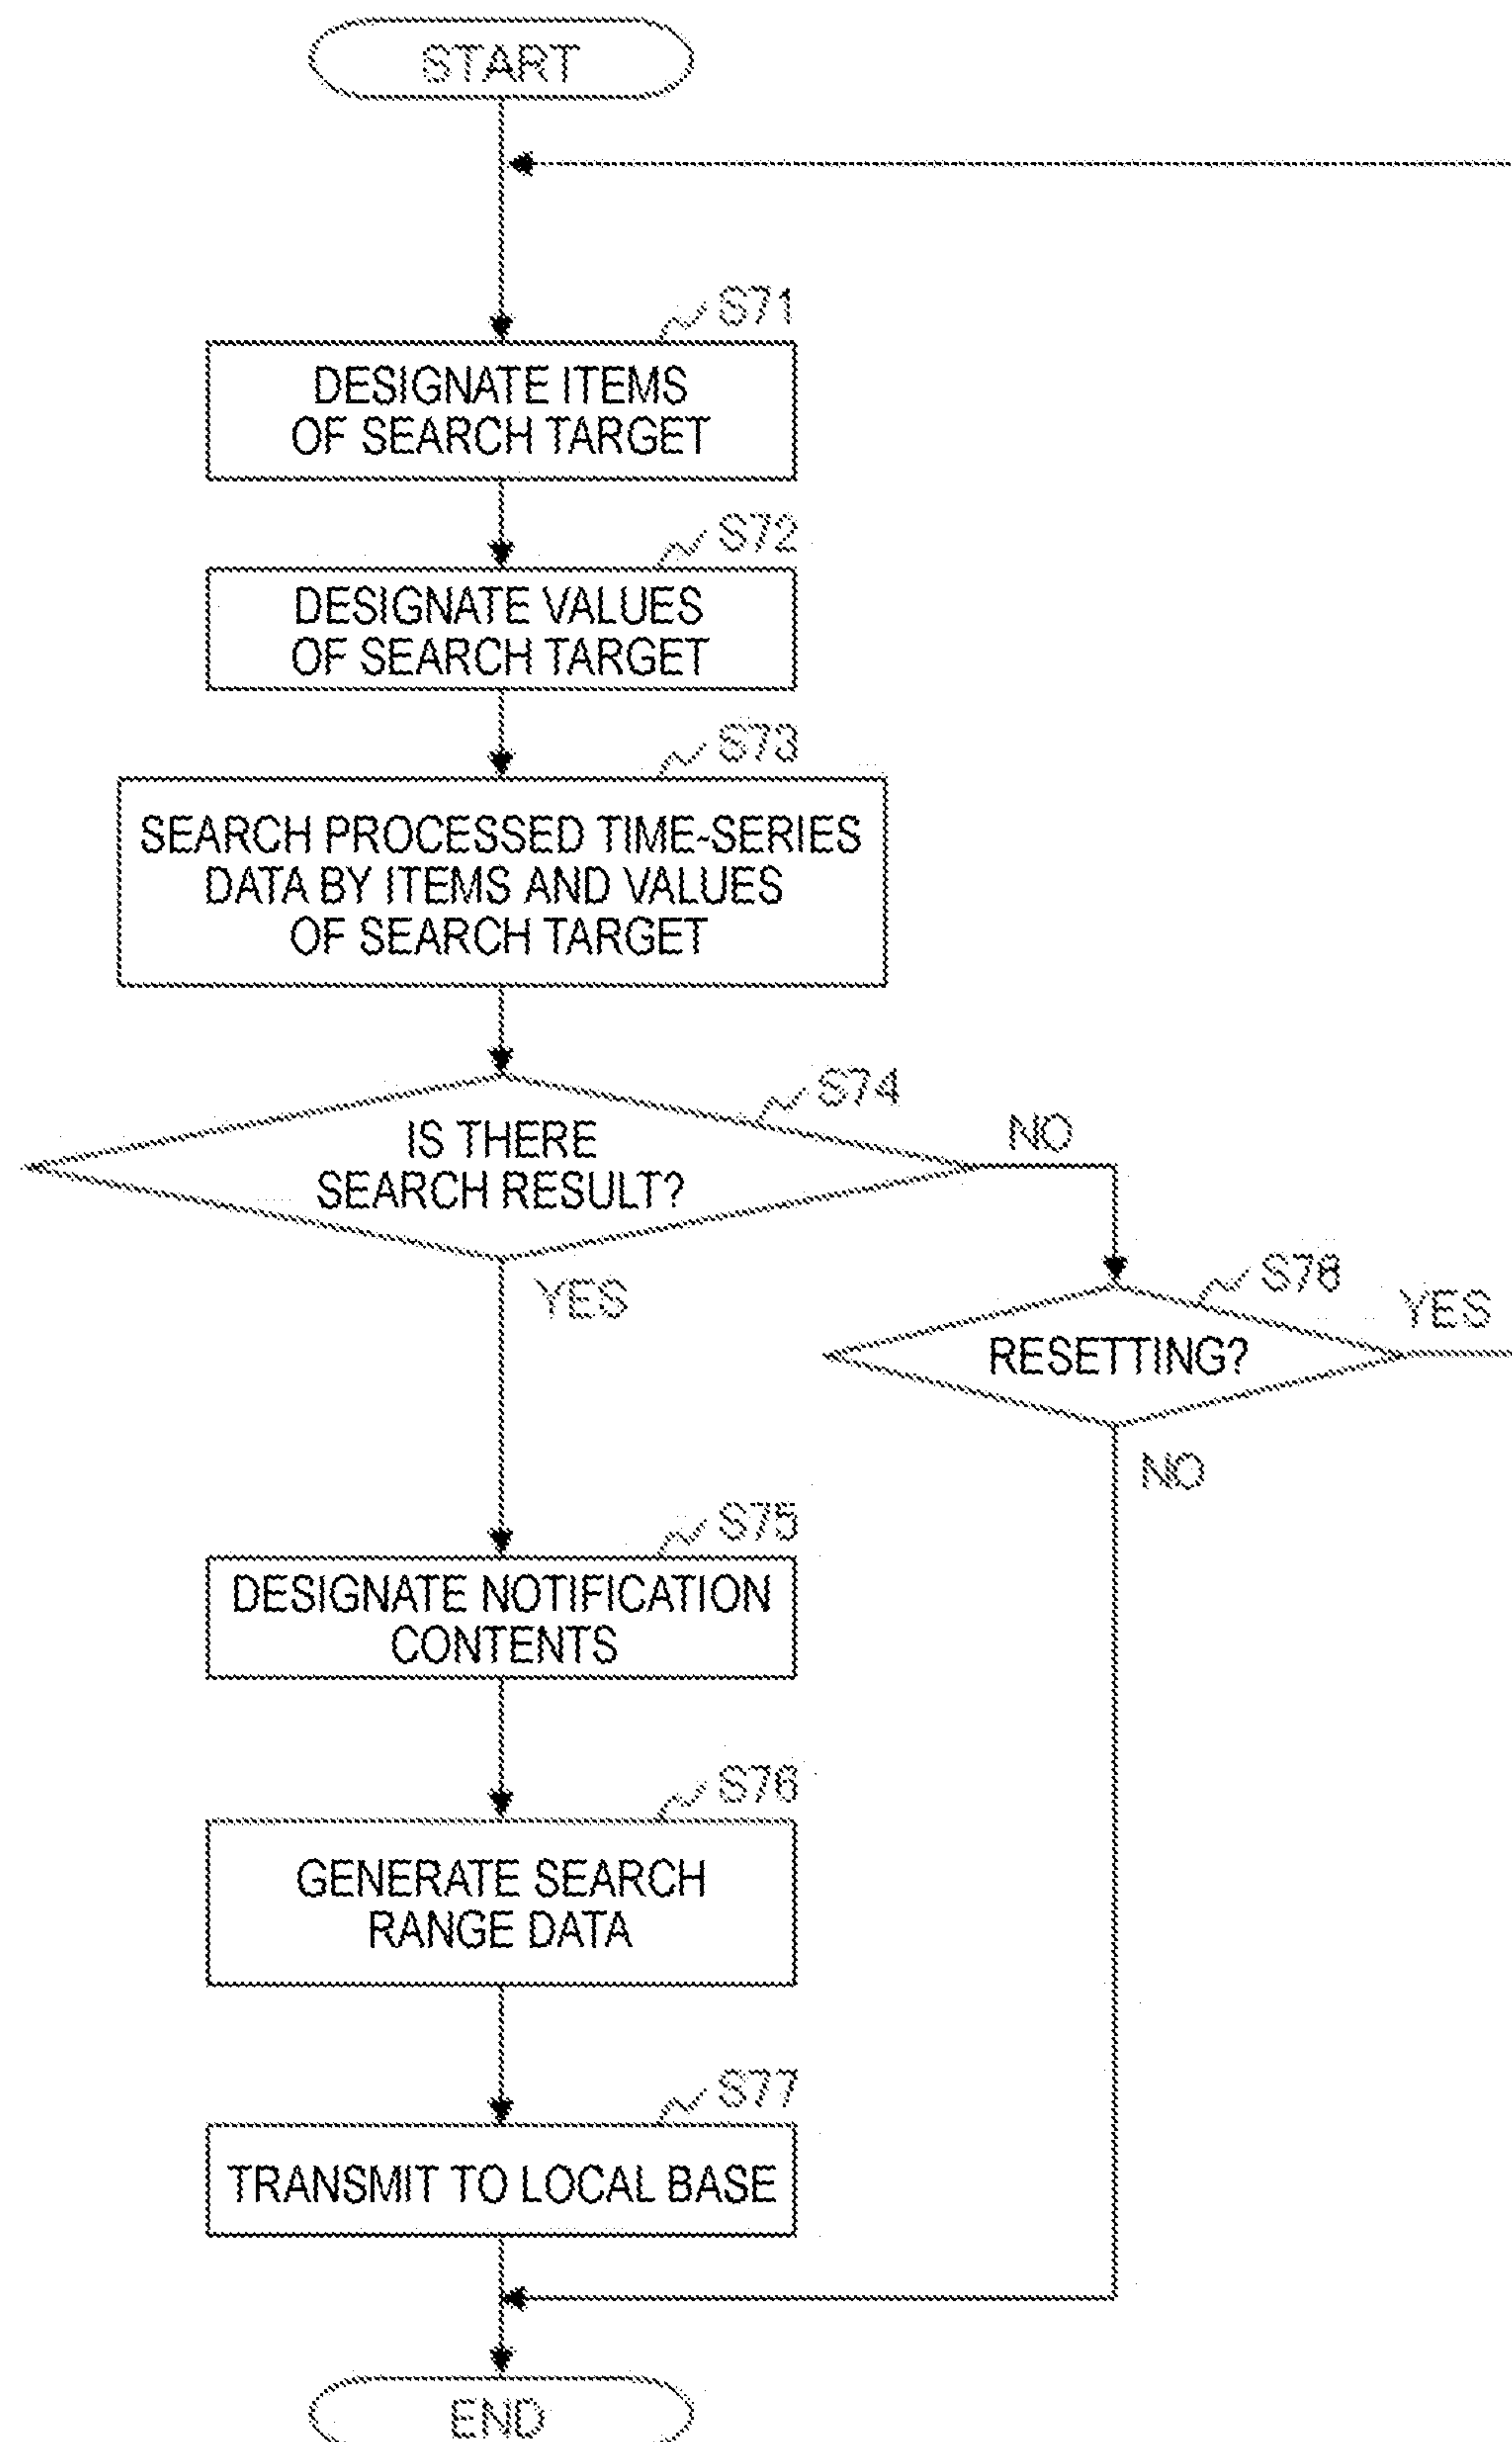 START
S71
DESIGNATE ITEMS
OF SEARCH TARGET
S72
DESIGNATE VALUES
OF SEARCH TARGET
S73
SEARCH PROCESSED TIME-SERIES
DATA BY ITEMS AND VALUES
OF SEARCH TARGET
S74
IS THERE
SEARCH RESULT?
NO
YES
S78
RESETTING?
YES
NO
S75
DESIGNATE NOTIFICATION
CONTENTS
S76
GENERATE SEARCH
RANGE DATA
S77
TRANSMIT TO LOCAL BASE
END